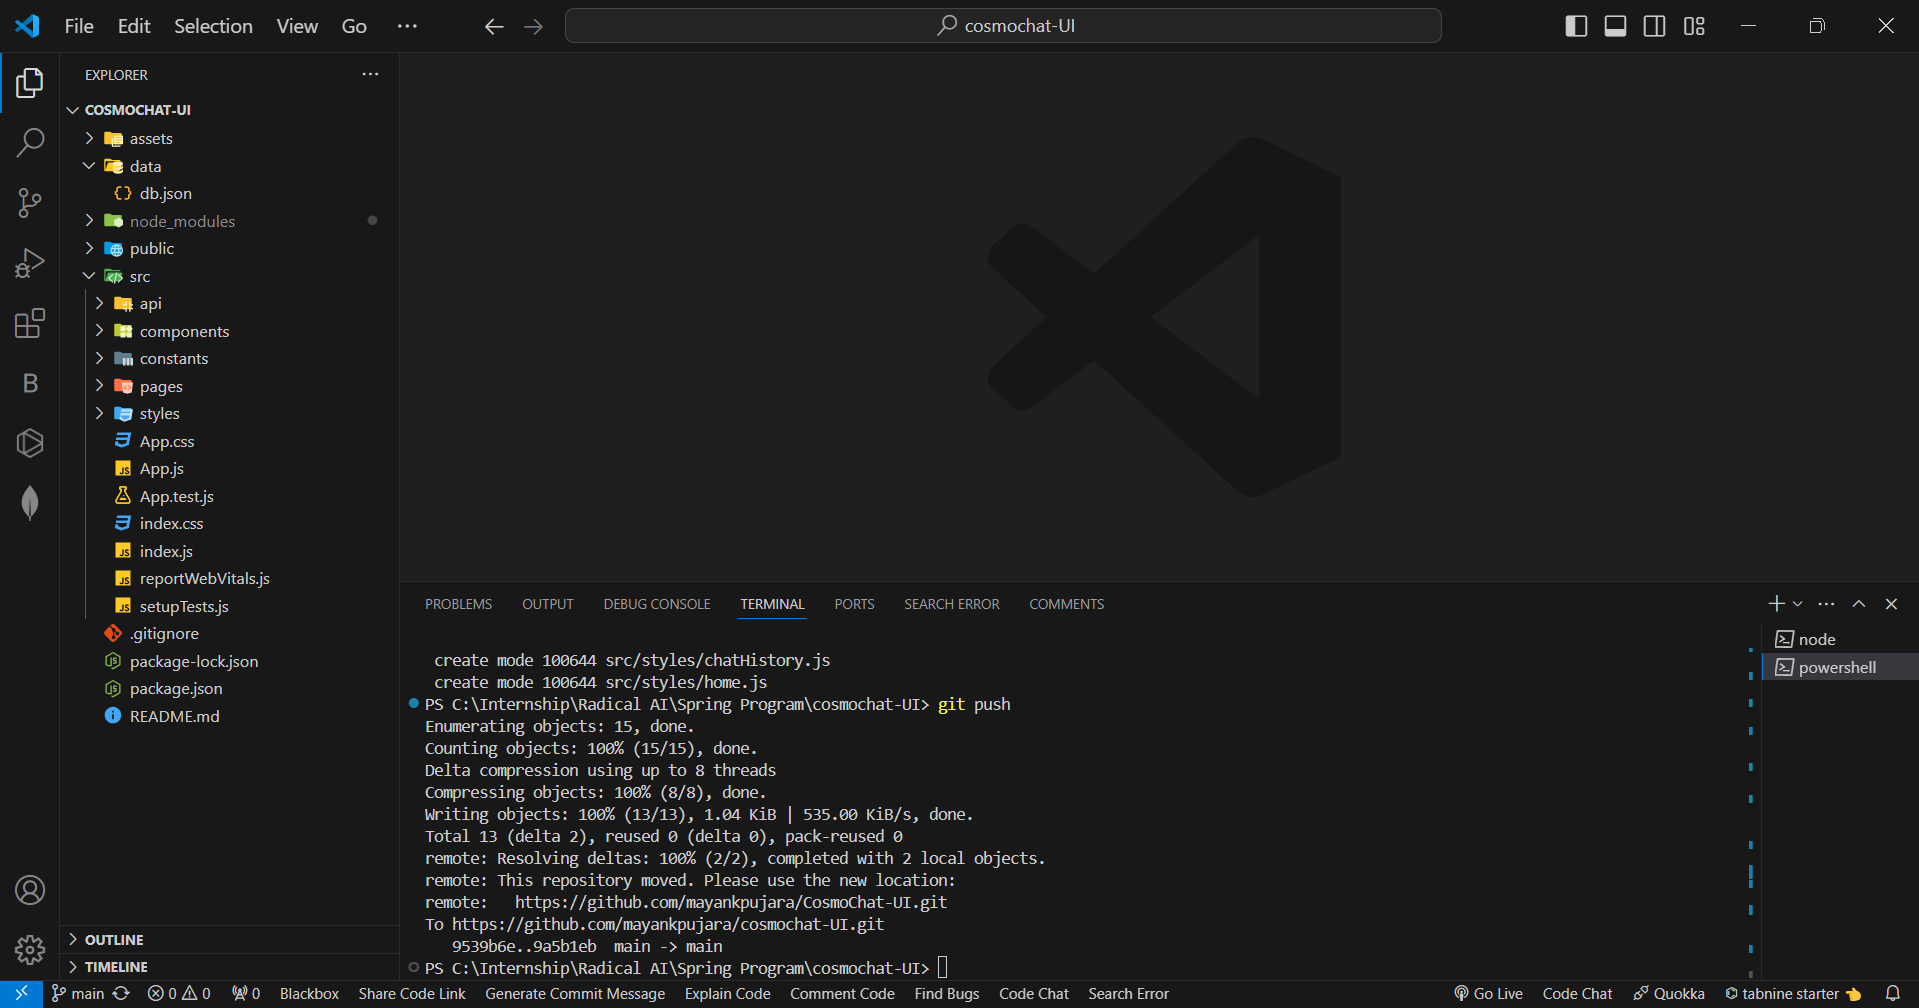 File Edit Selection View Go ···
cosmochat-UI
EXPLORER
COSMOCHAT-UI
assets
data
db.json
node_modules
public
src
api
components
constants
pages
styles
App.css
App.js
App.test.js
index.css
index.js
reportWebVitals.js
setupTests.js
.gitignore
package-lock.json
package.json
README.md
OUTLINE
TIMELINE
B
PROBLEMS OUTPUT DEBUG CONSOLE TERMINAL PORTS SEARCH ERROR COMMENTS
node
powershell
create mode 100644 src/styles/chatHistory.js
create mode 100644 src/styles/home.js
PS C:\Internship\Radical AI\Spring Program\cosmochat-UI> git push
Enumerating objects: 15, done.
Counting objects: 100% (15/15), done.
Delta compression using up to 8 threads
Compressing objects: 100% (8/8), done.
Writing objects: 100% (13/13), 1.04 KiB | 535.00 KiB/s, done.
Total 13 (delta 2), reused 0 (delta 0), pack-reused 0
remote: Resolving deltas: 100% (2/2), completed with 2 local objects.
remote: This repository moved. Please use the new location:
remote:   https://github.com/mayankpujara/CosmoChat-UI.git
To https://github.com/mayankpujara/cosmochat-UI.git
9539b6e..9a5b1eb  main -> main
PS C:\Internship\Radical AI\Spring Program\cosmochat-UI>
main 0 0 0 Blackbox Share Code Link Generate Commit Message Explain Code Comment Code Find Bugs Code Chat Search Error Go Live Code Chat Quokka tabnine starter